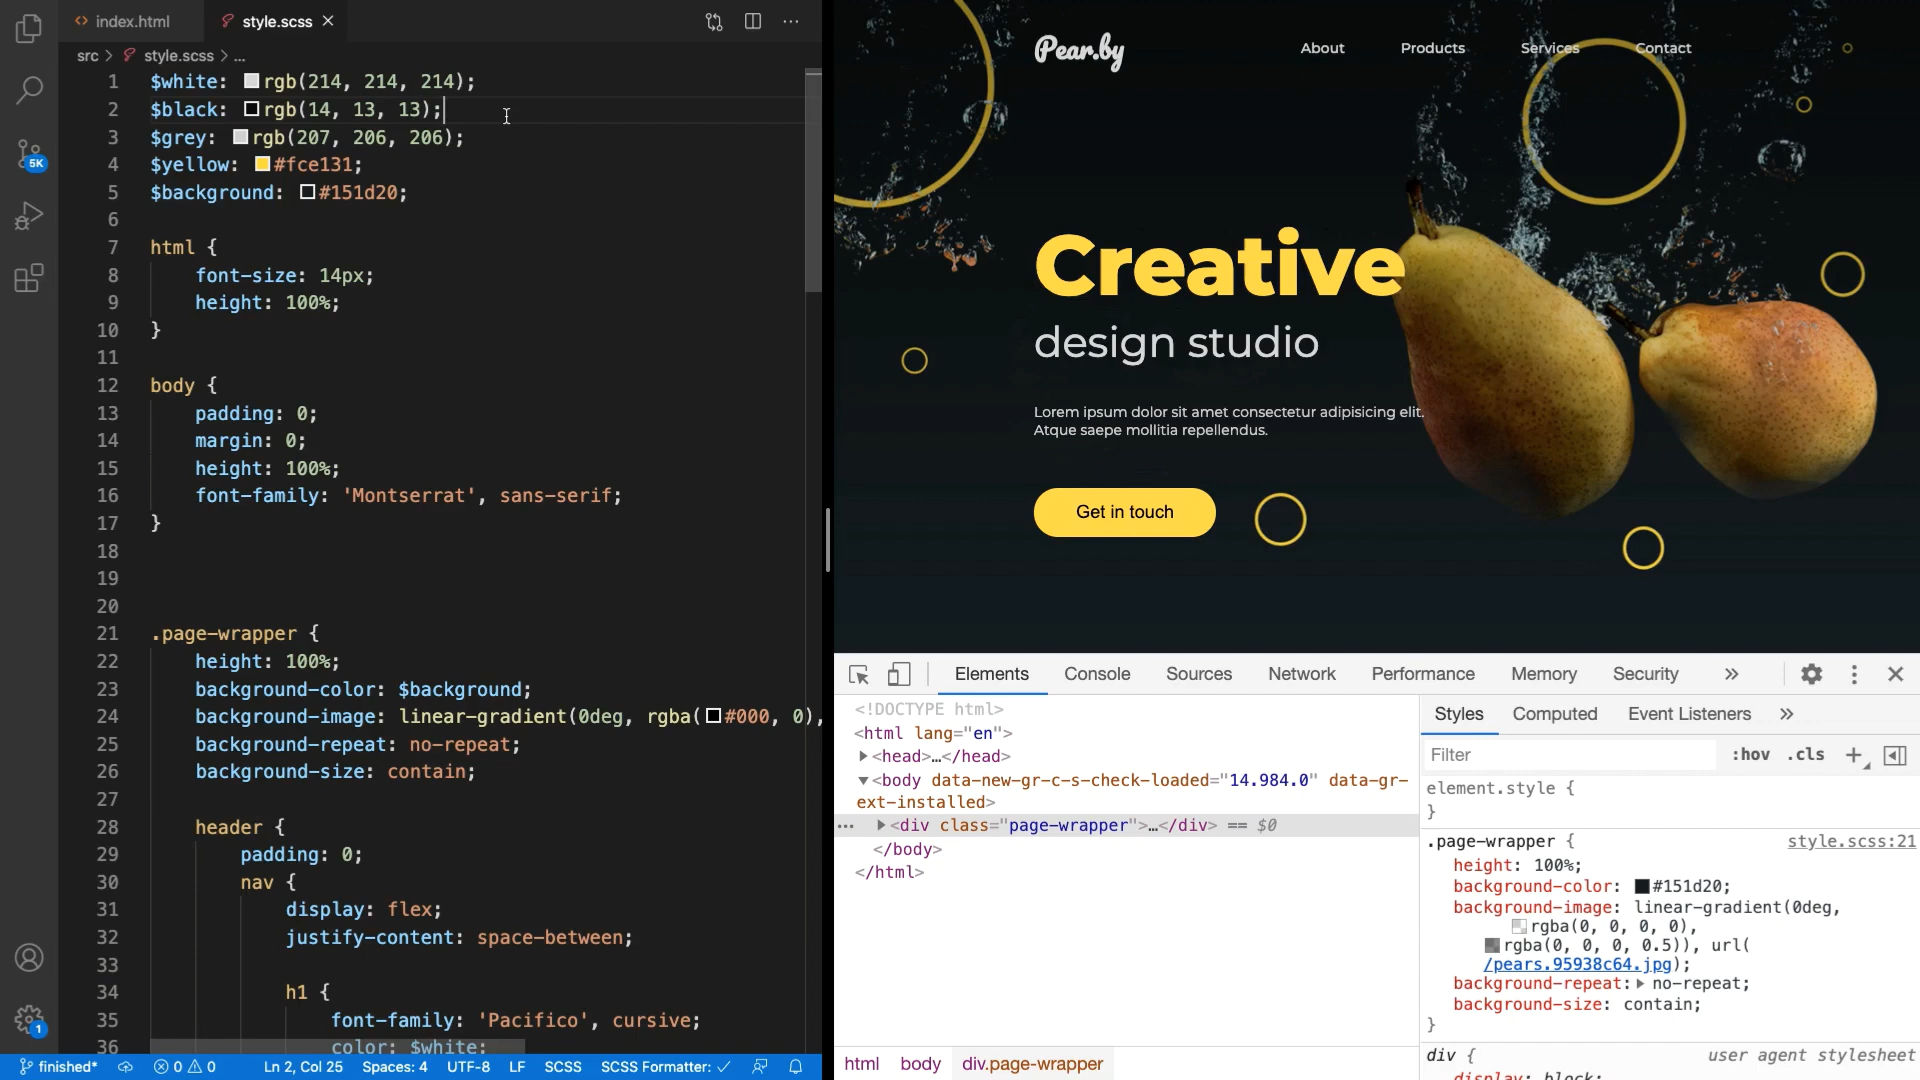 index.html
style.scss
src > style.scss > ...
1 $white: rgb(214, 214, 214);
2 $black: rgb(14, 13, 13);
3 $grey: rgb(207, 206, 206);
4 $yellow: #fce131;
5 $background: #151d20;
6
7 html {
8 font-size: 14px;
9 height: 100%;
10 }
11
12 body {
13 padding: 0;
14 margin: 0;
15 height: 100%;
16 font-family: 'Montserrat', sans-serif;
17 }
18
19
20
21 .page-wrapper {
22 height: 100%;
23 background-color: $background;
24 background-image: linear-gradient(0deg, rgba(#000, 0),
25 background-repeat: no-repeat;
26 background-size: contain;
27
28 header {
29 padding: 0;
30 nav {
31 display: flex;
32 justify-content: space-between;
33
34 h1 {
35 font-family: 'Pacifico', cursive;
36 color: $white;
5K
1
finished* 0 0 Ln 2, Col 25 Spaces: 4 UTF-8 LF SCSS SCSS Formatter: ✓
Pear.by
About Products Services Contact
Creative
design studio
Lorem ipsum dolor sit amet consectetur adipisicing elit.
Atque saepe mollitia repellendus.
Get in touch
Elements Console Sources Network Performance Memory Security »
<!DOCTYPE html>
<html lang="en">
<head>…</head>
<body data-new-gr-c-s-check-loaded="14.984.0" data-gr-
ext-installed>
… <div class="page-wrapper">…</div> == $0
</body>
</html>
html body div.page-wrapper
Styles Computed Event Listeners »
Filter :hov .cls +
element.style {
}
.page-wrapper { style.scss:21
height: 100%;
background-color: #151d20;
background-image: linear-gradient(0deg,
rgba(0, 0, 0, 0),
rgba(0, 0, 0, 0.5)), url(
/pears.95938c64.jpg);
background-repeat: no-repeat;
background-size: contain;
}
div { user agent stylesheet
display: block;